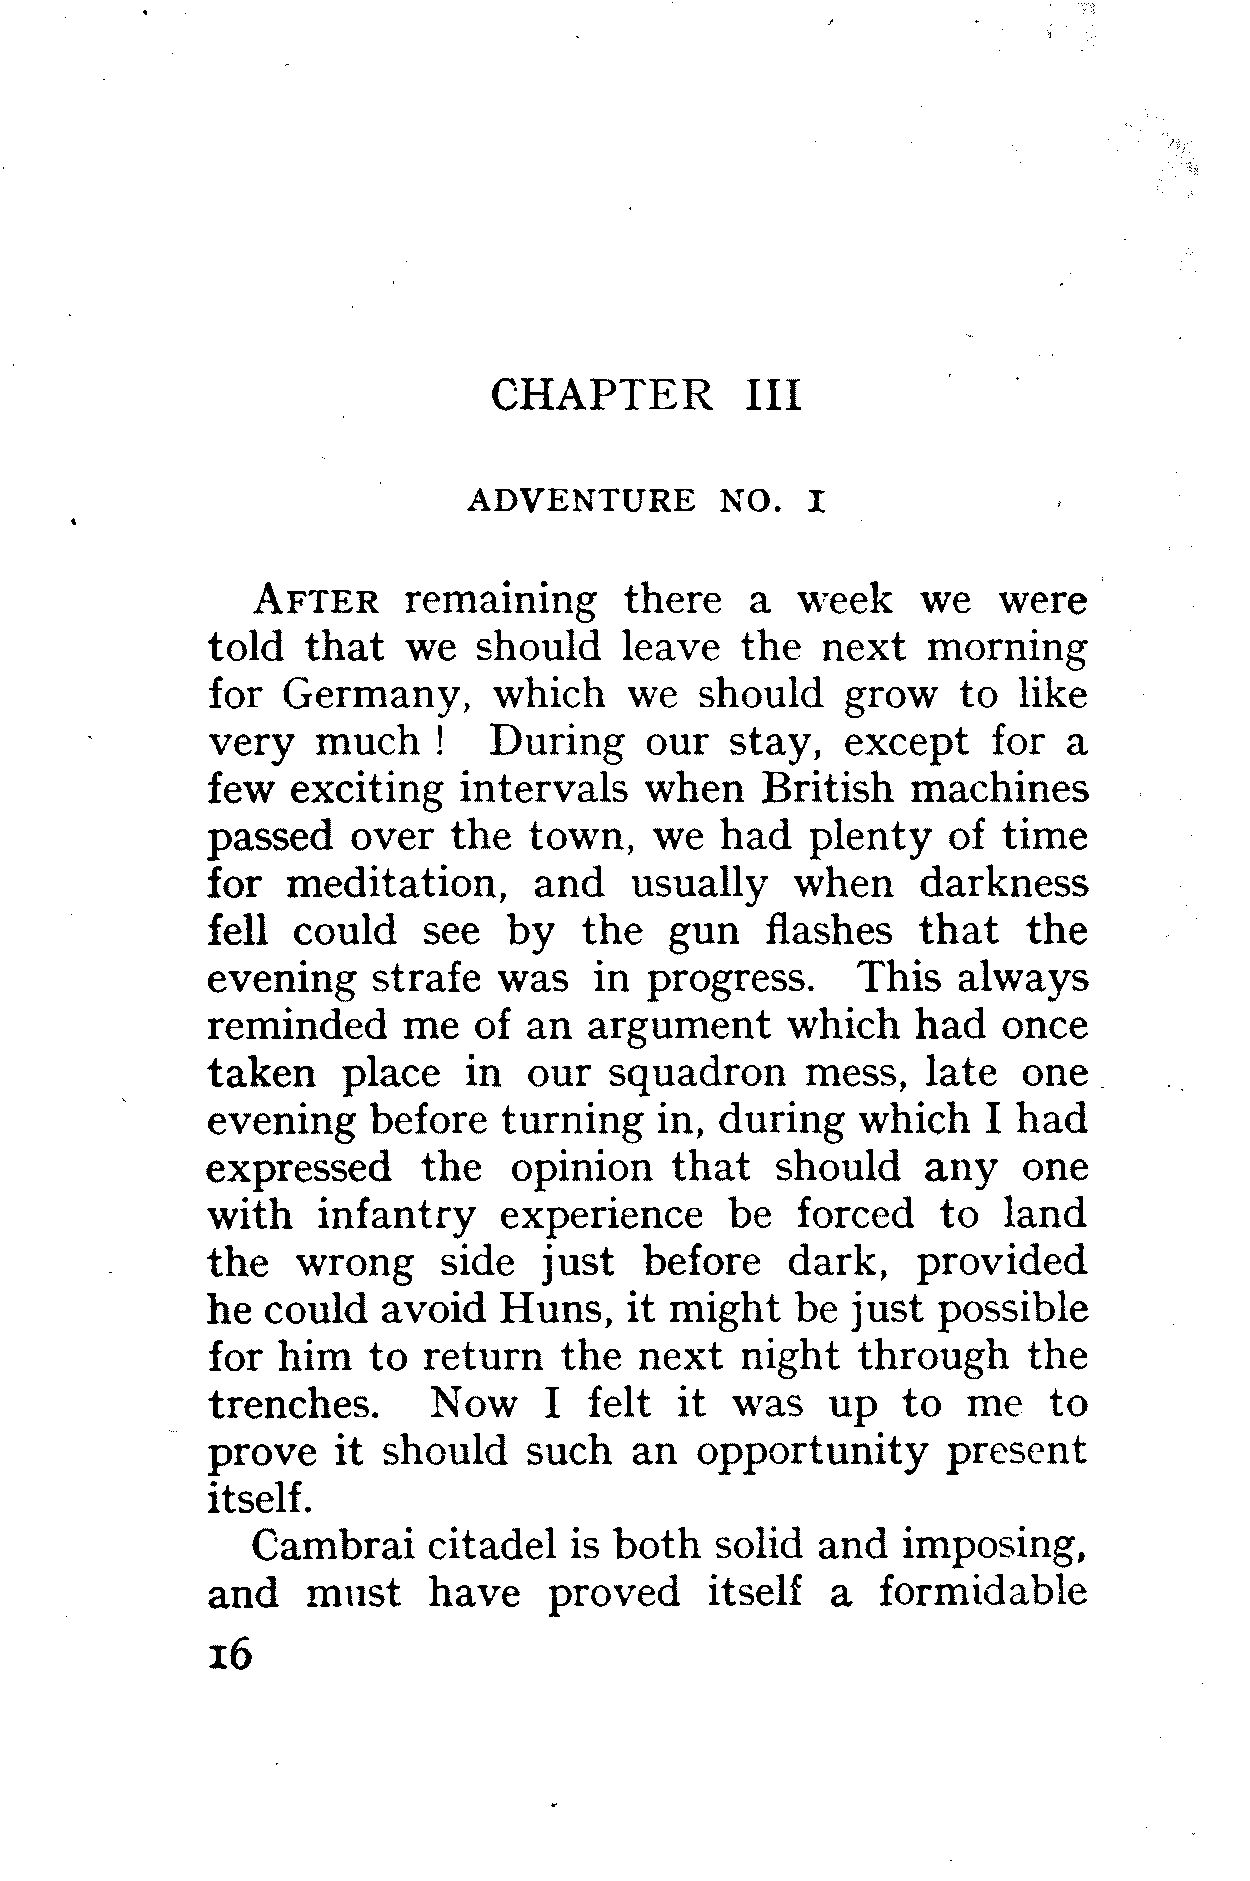 CHAPTER III
ADVENTURE NO. I
AFTER remaining there a week we were
told that we should leave the next morning
for Germany, which we should grow to like
very much ! During our stay, except for a
few exciting intervals when British machines
passed over the town, we had plenty of time
for meditation, and usually when darkness
fell could see by the gun flashes that the
evening strafe was in progress. This always
reminded me of an argument which had once
taken place in our squadron mess, late one
evening before turning in, during which I had
expressed the opinion that should any one
with infantry experience be forced to land
the wrong side just before dark, provided
he could avoid Huns, it might be just possible
for him to return the next night through the
trenches. Now I felt it was up to me to
prove it should such an opportunity present
itself.
Cambrai citadel is both solid and imposing,
and must have proved itself a formidable
16